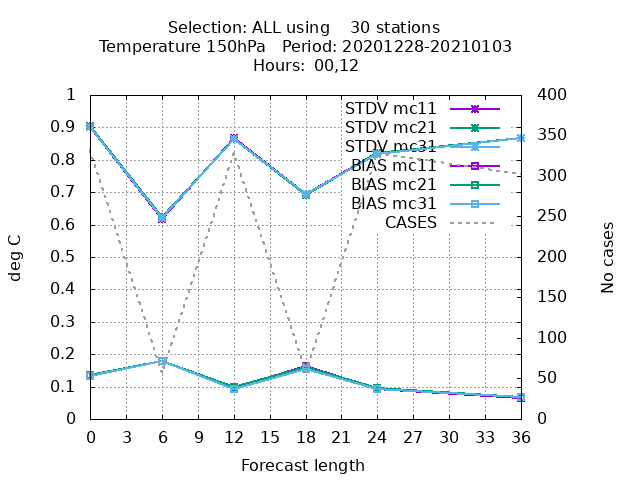 Selection: ALL using    30 stations
Temperature 150hPa   Period: 20201228-20210103
Hours: 00,12
1
0.9
0.8
0.7
0.6
0.5
0.4
0.3
0.2
0.1
0
deg C
STDV mc11
STDV mc21
STDV mc31
BIAS mc11
BIAS mc21
BIAS mc31
CASES
400
350
300
250
200
150
100
50
0
No cases
0 3 6 9 12 15 18 21 24 27 30 33 36
Forecast length